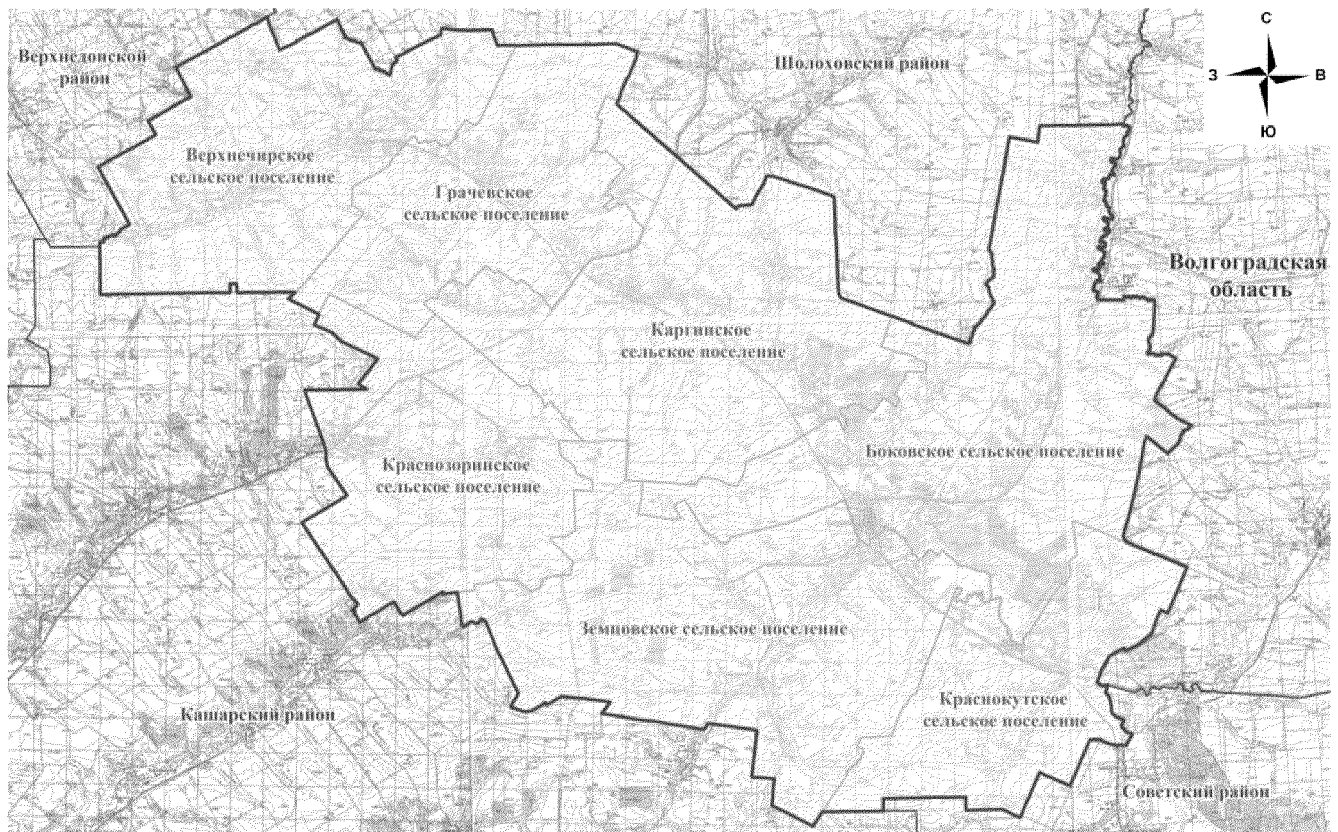 С
З
В
Ю
Верхнедонской
район
Шолоховский район
Верхнечирское
сельское поселение
Грачевское
сельское поселение
Волгоградская
область
Каргинское
сельское поселение
Боковское сельское поселение
Краснозоринское
сельское поселение
Земцовское сельское поселение
Краснокутское
сельское поселение
Кашарский район
Советский район